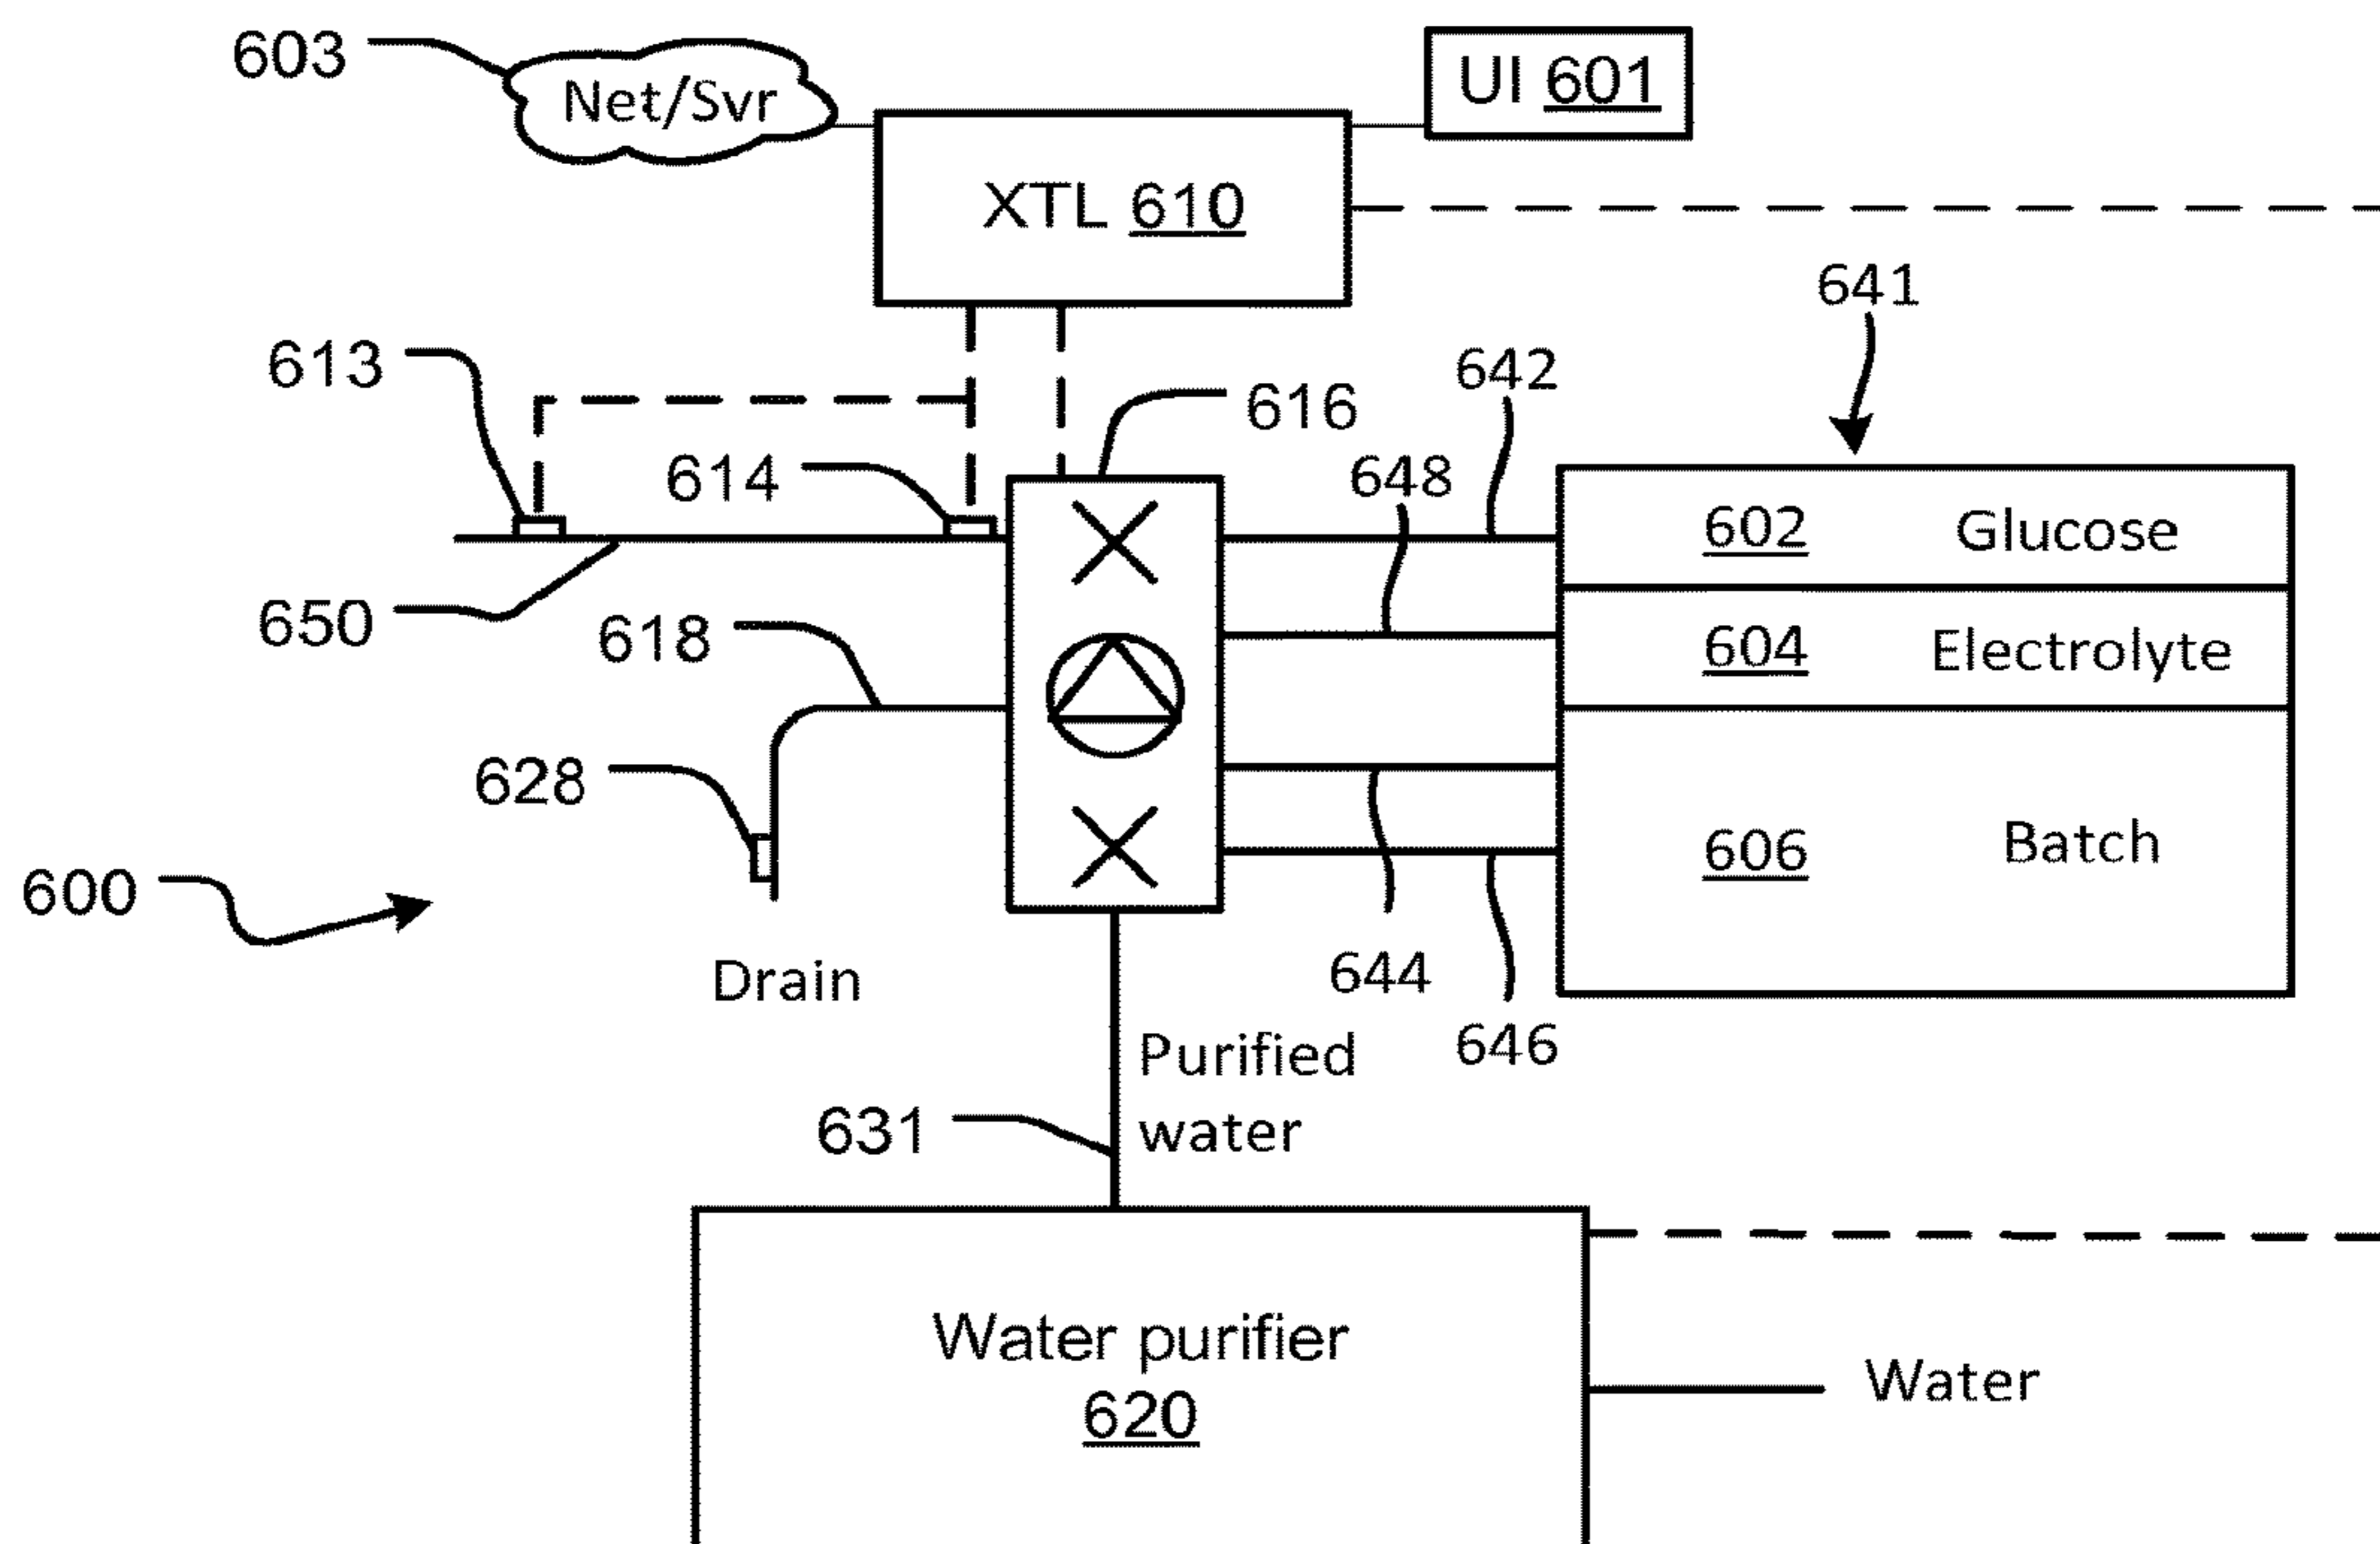 603
Net/Svr
UI 601
XTL 610
641
613
642
616
614
648
602 Glucose
650
618
604 Electrolyte
628
606 Batch
600
Drain
644
646
Purified
water
631
Water purifier
620
Water